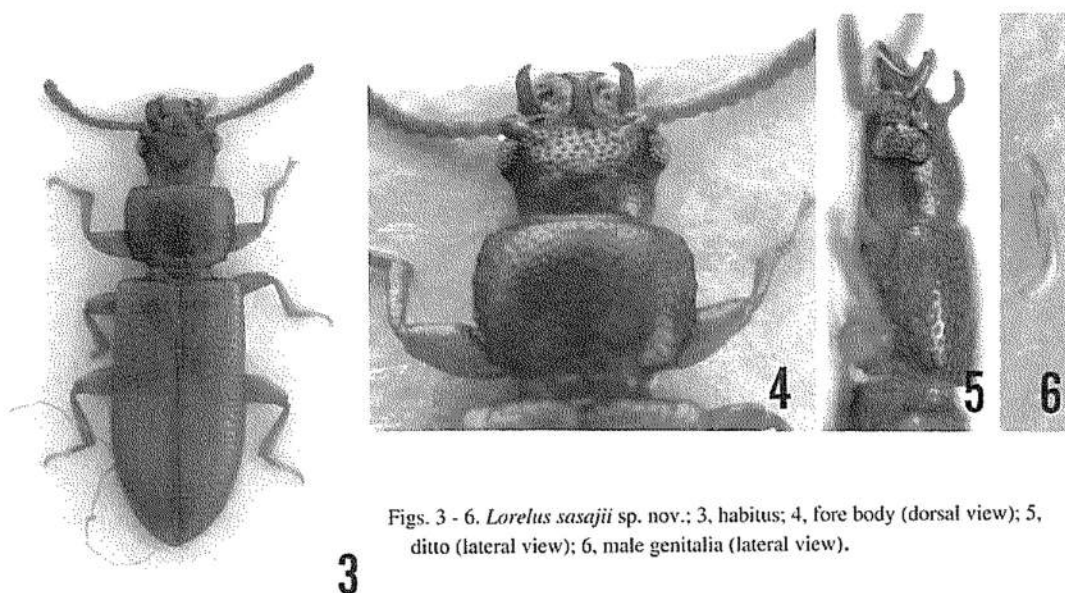 3
4
5
6
Figs. 3 - 6. Lorelus sasajii sp. nov.; 3, habitus; 4, fore body (dorsal view); 5,
ditto (lateral view); 6, male genitalia (lateral view).